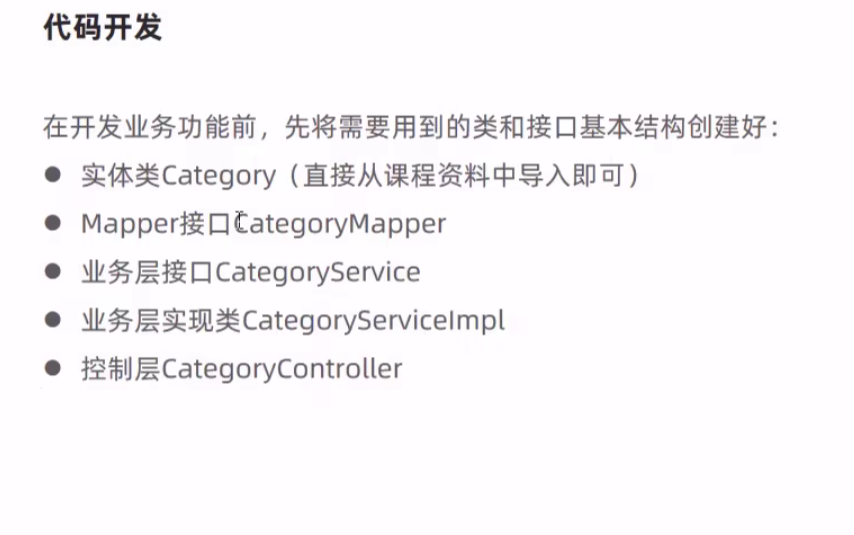 代码开发
在开发业务功能前，先将需要用到的类和接口基本结构创建好：
● 实体类Category（直接从课程资料中导入即可）
● Mapper接口CategoryMapper
● 业务层接口CategoryService
● 业务层实现类CategoryServiceImpl
● 控制层CategoryController